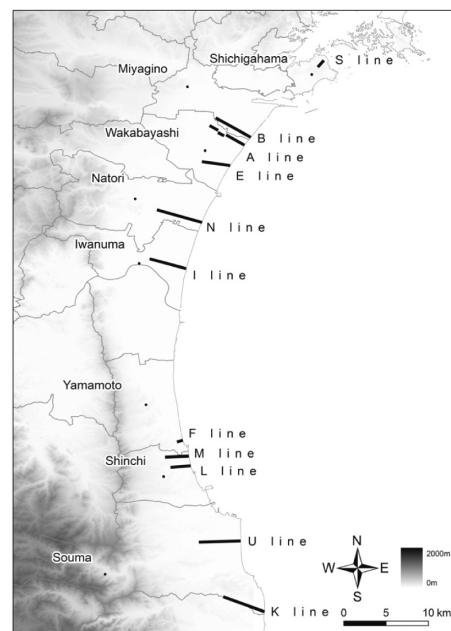 Shichigahama
S line
Miyagino
Wakabayashi
B line
A line
E line
Natori
N line
Iwanuma
I line
Yamamoto
F line
M line
Shinchi
L line
U line
Souma
K line
N
W E
S
2000m
0m
0 5 10 km